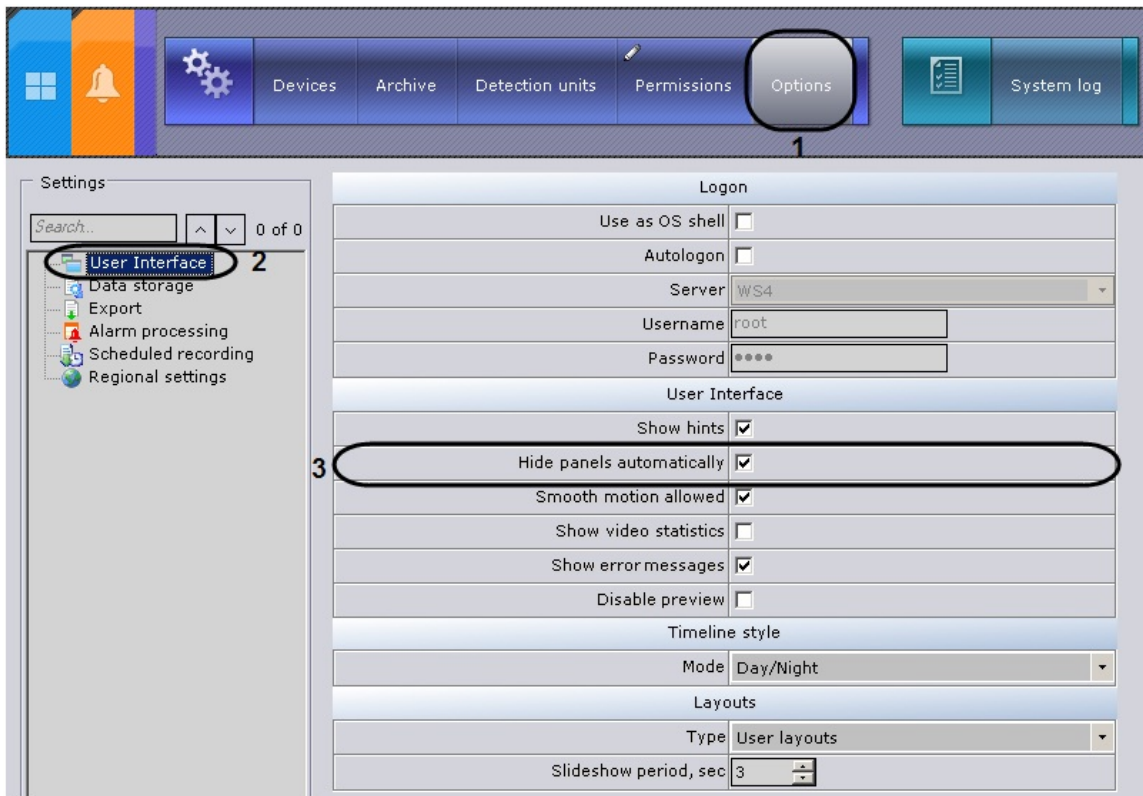 Devices Archive Detection units Permissions Options System log
1
Settings
Search... 0 of 0
User Interface 2
Data storage
Export
Alarm processing
Scheduled recording
Regional settings
Logon
Use as OS shell
Autologon
Server WS4
Username root
Password ••••
User Interface
Show hints
3 Hide panels automatically
Smooth motion allowed
Show video statistics
Show error messages
Disable preview
Timeline style
Mode Day/Night
Layouts
Type User layouts
Slideshow period, sec 3